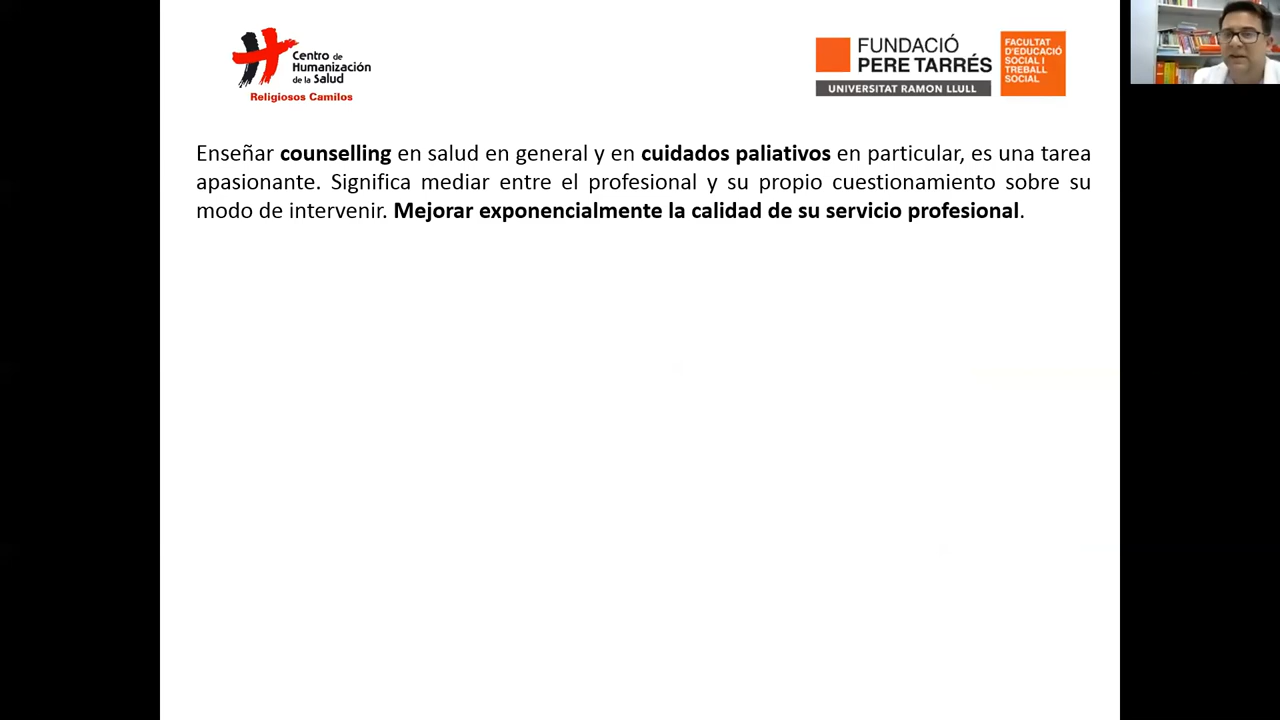 Centro de
Humanización
de la Salud
Religiosos Camilos
FUNDACIÓ
PERE TARRÉS
UNIVERSITAT RAMON LLULL
FACULTAT
D'EDUCACIÓ
SOCIAL I
TREBALL
SOCIAL
Enseñar counselling en salud en general y en cuidados paliativos en particular, es una tarea
apasionante. Significa mediar entre el profesional y su propio cuestionamiento sobre su
modo de intervenir. Mejorar exponencialmente la calidad de su servicio profesional.